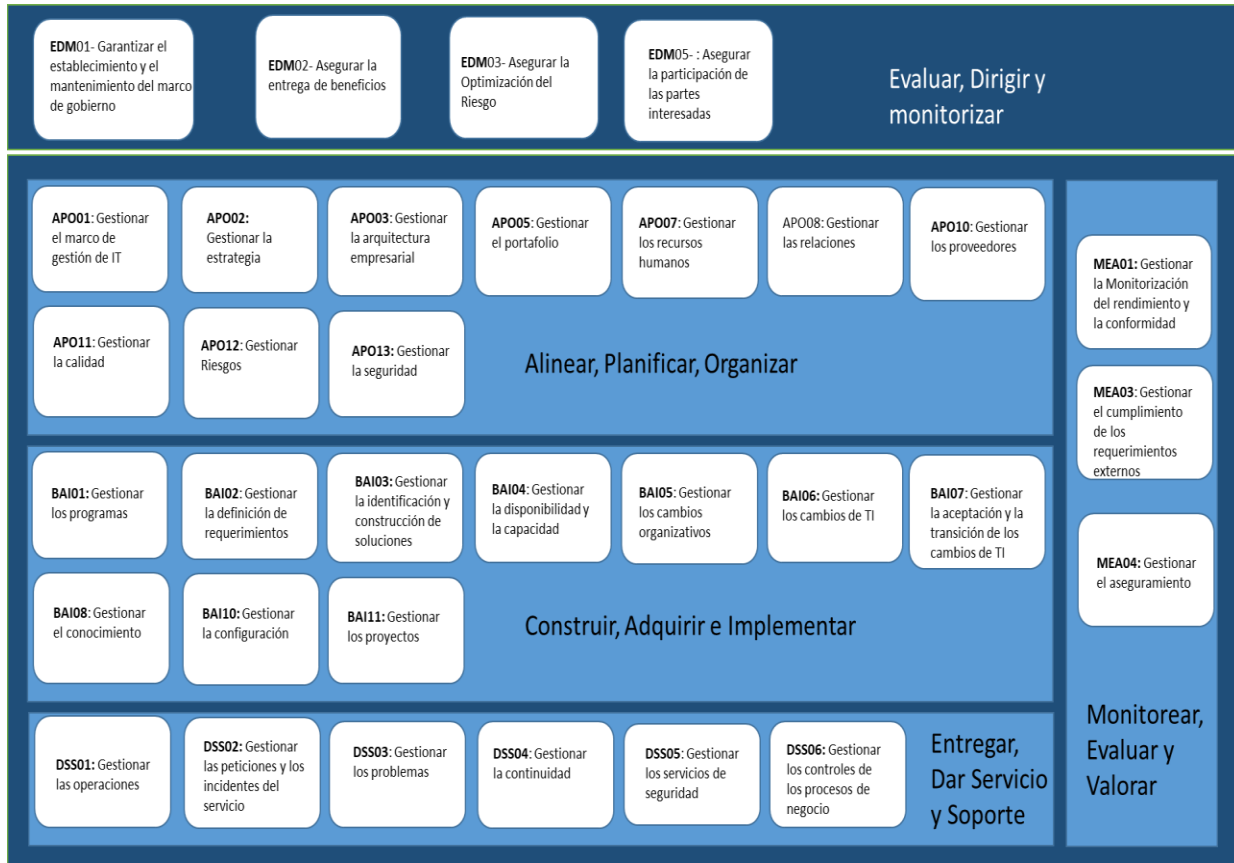 EDM01- Garantizar el
establecimiento y el
mantenimiento del marco
de gobierno
EDM02- Asegurar la
entrega de beneficios
EDM03- Asegurar la
Optimización del
Riesgo
EDM05- : Asegurar
la participación de
las partes
interesadas
Evaluar, Dirigir y
monitorizar
APO01: Gestionar
el marco de
gestión de IT
APO02:
Gestionar la
estrategia
APO03: Gestionar
la arquitectura
empresarial
APO05: Gestionar
el portafolio
APO07: Gestionar
los recursos
humanos
APO08: Gestionar
las relaciones
APO10: Gestionar
los proveedores
APO11: Gestionar
la calidad
APO12: Gestionar
Riesgos
APO13: Gestionar
la seguridad
Alinear, Planificar, Organizar
BAI01: Gestionar
los programas
BAI02: Gestionar
la definición de
requerimientos
BAI03: Gestionar
la identificación y
construcción de
soluciones
BAI04: Gestionar
la disponibilidad y
la capacidad
BAI05: Gestionar
los cambios
organizativos
BAI06: Gestionar
los cambios de TI
BAI07: Gestionar
la aceptación y la
transición de los
cambios de TI
BAI08: Gestionar
el conocimiento
BAI10: Gestionar
la configuración
BAI11: Gestionar
los proyectos
Construir, Adquirir e Implementar
DSS01: Gestionar
las operaciones
DSS02: Gestionar
las peticiones y los
incidentes del
servicio
DSS03: Gestionar
los problemas
DSS04: Gestionar
la continuidad
DSS05: Gestionar
los servicios de
seguridad
DSS06: Gestionar
los controles de
los procesos de
negocio
Entregar,
Dar Servicio
y Soporte
MEA01: Gestionar
la Monitorización
del rendimiento y
la conformidad
MEA03: Gestionar
el cumplimiento
de los
requerimientos
externos
MEA04: Gestionar
el aseguramiento
Monitorear,
Evaluar y
Valorar